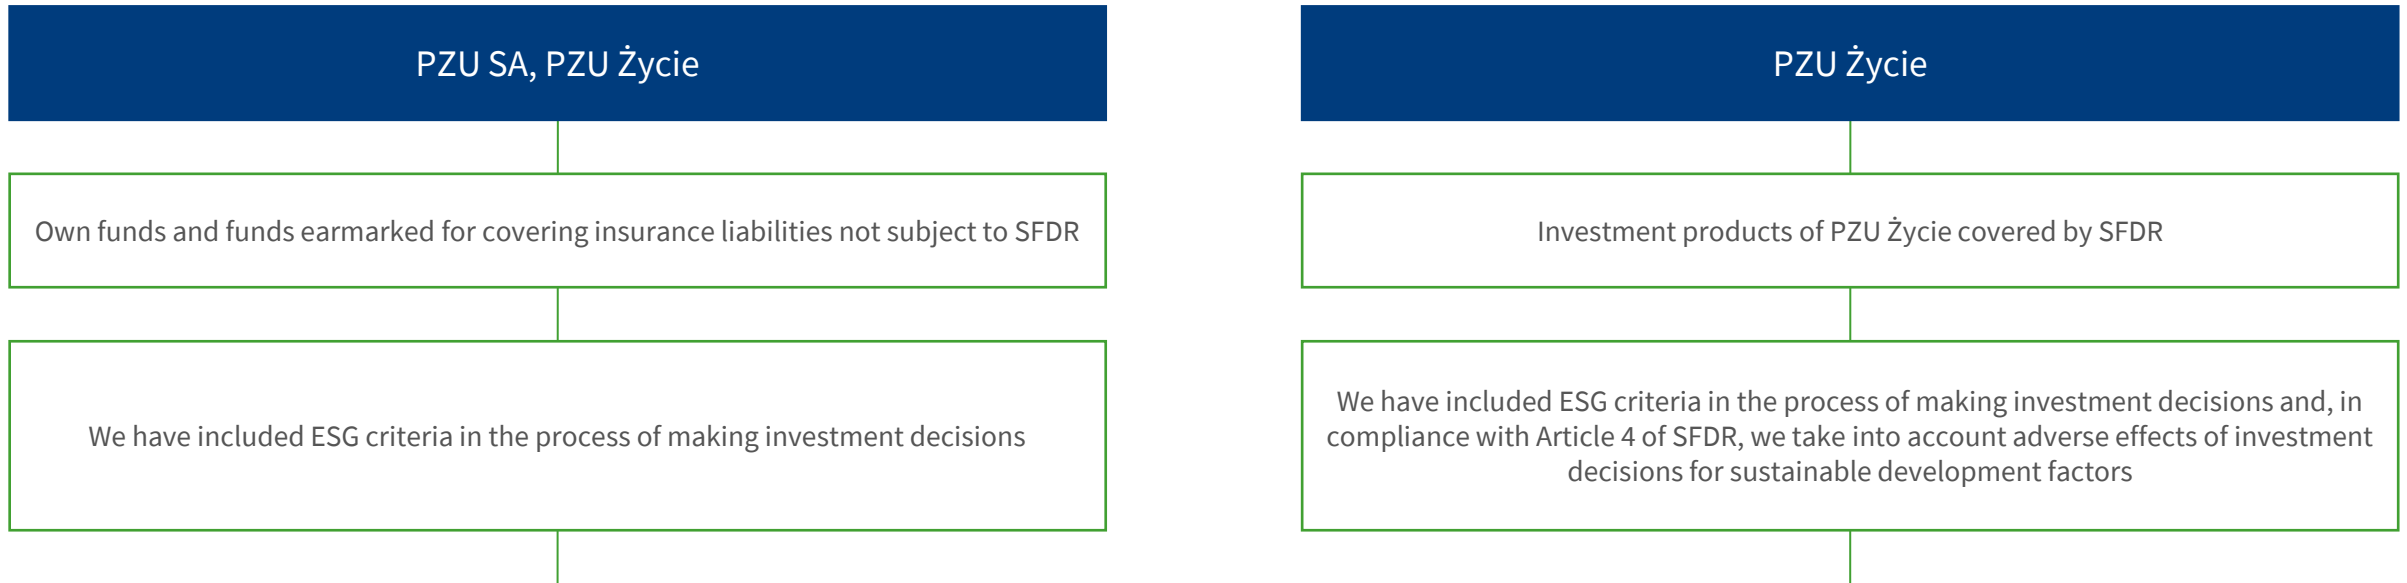 PZU SA, PZU Życie
Own funds and funds earmarked for covering insurance liabilities not subject to SFDR
We have included ESG criteria in the process of making investment decisions
PZU Życie
Investment products of PZU Życie covered by SFDR
We have included ESG criteria in the process of making investment decisions and, in
compliance with Article 4 of SFDR, we take into account adverse effects of investment
decisions for sustainable development factors